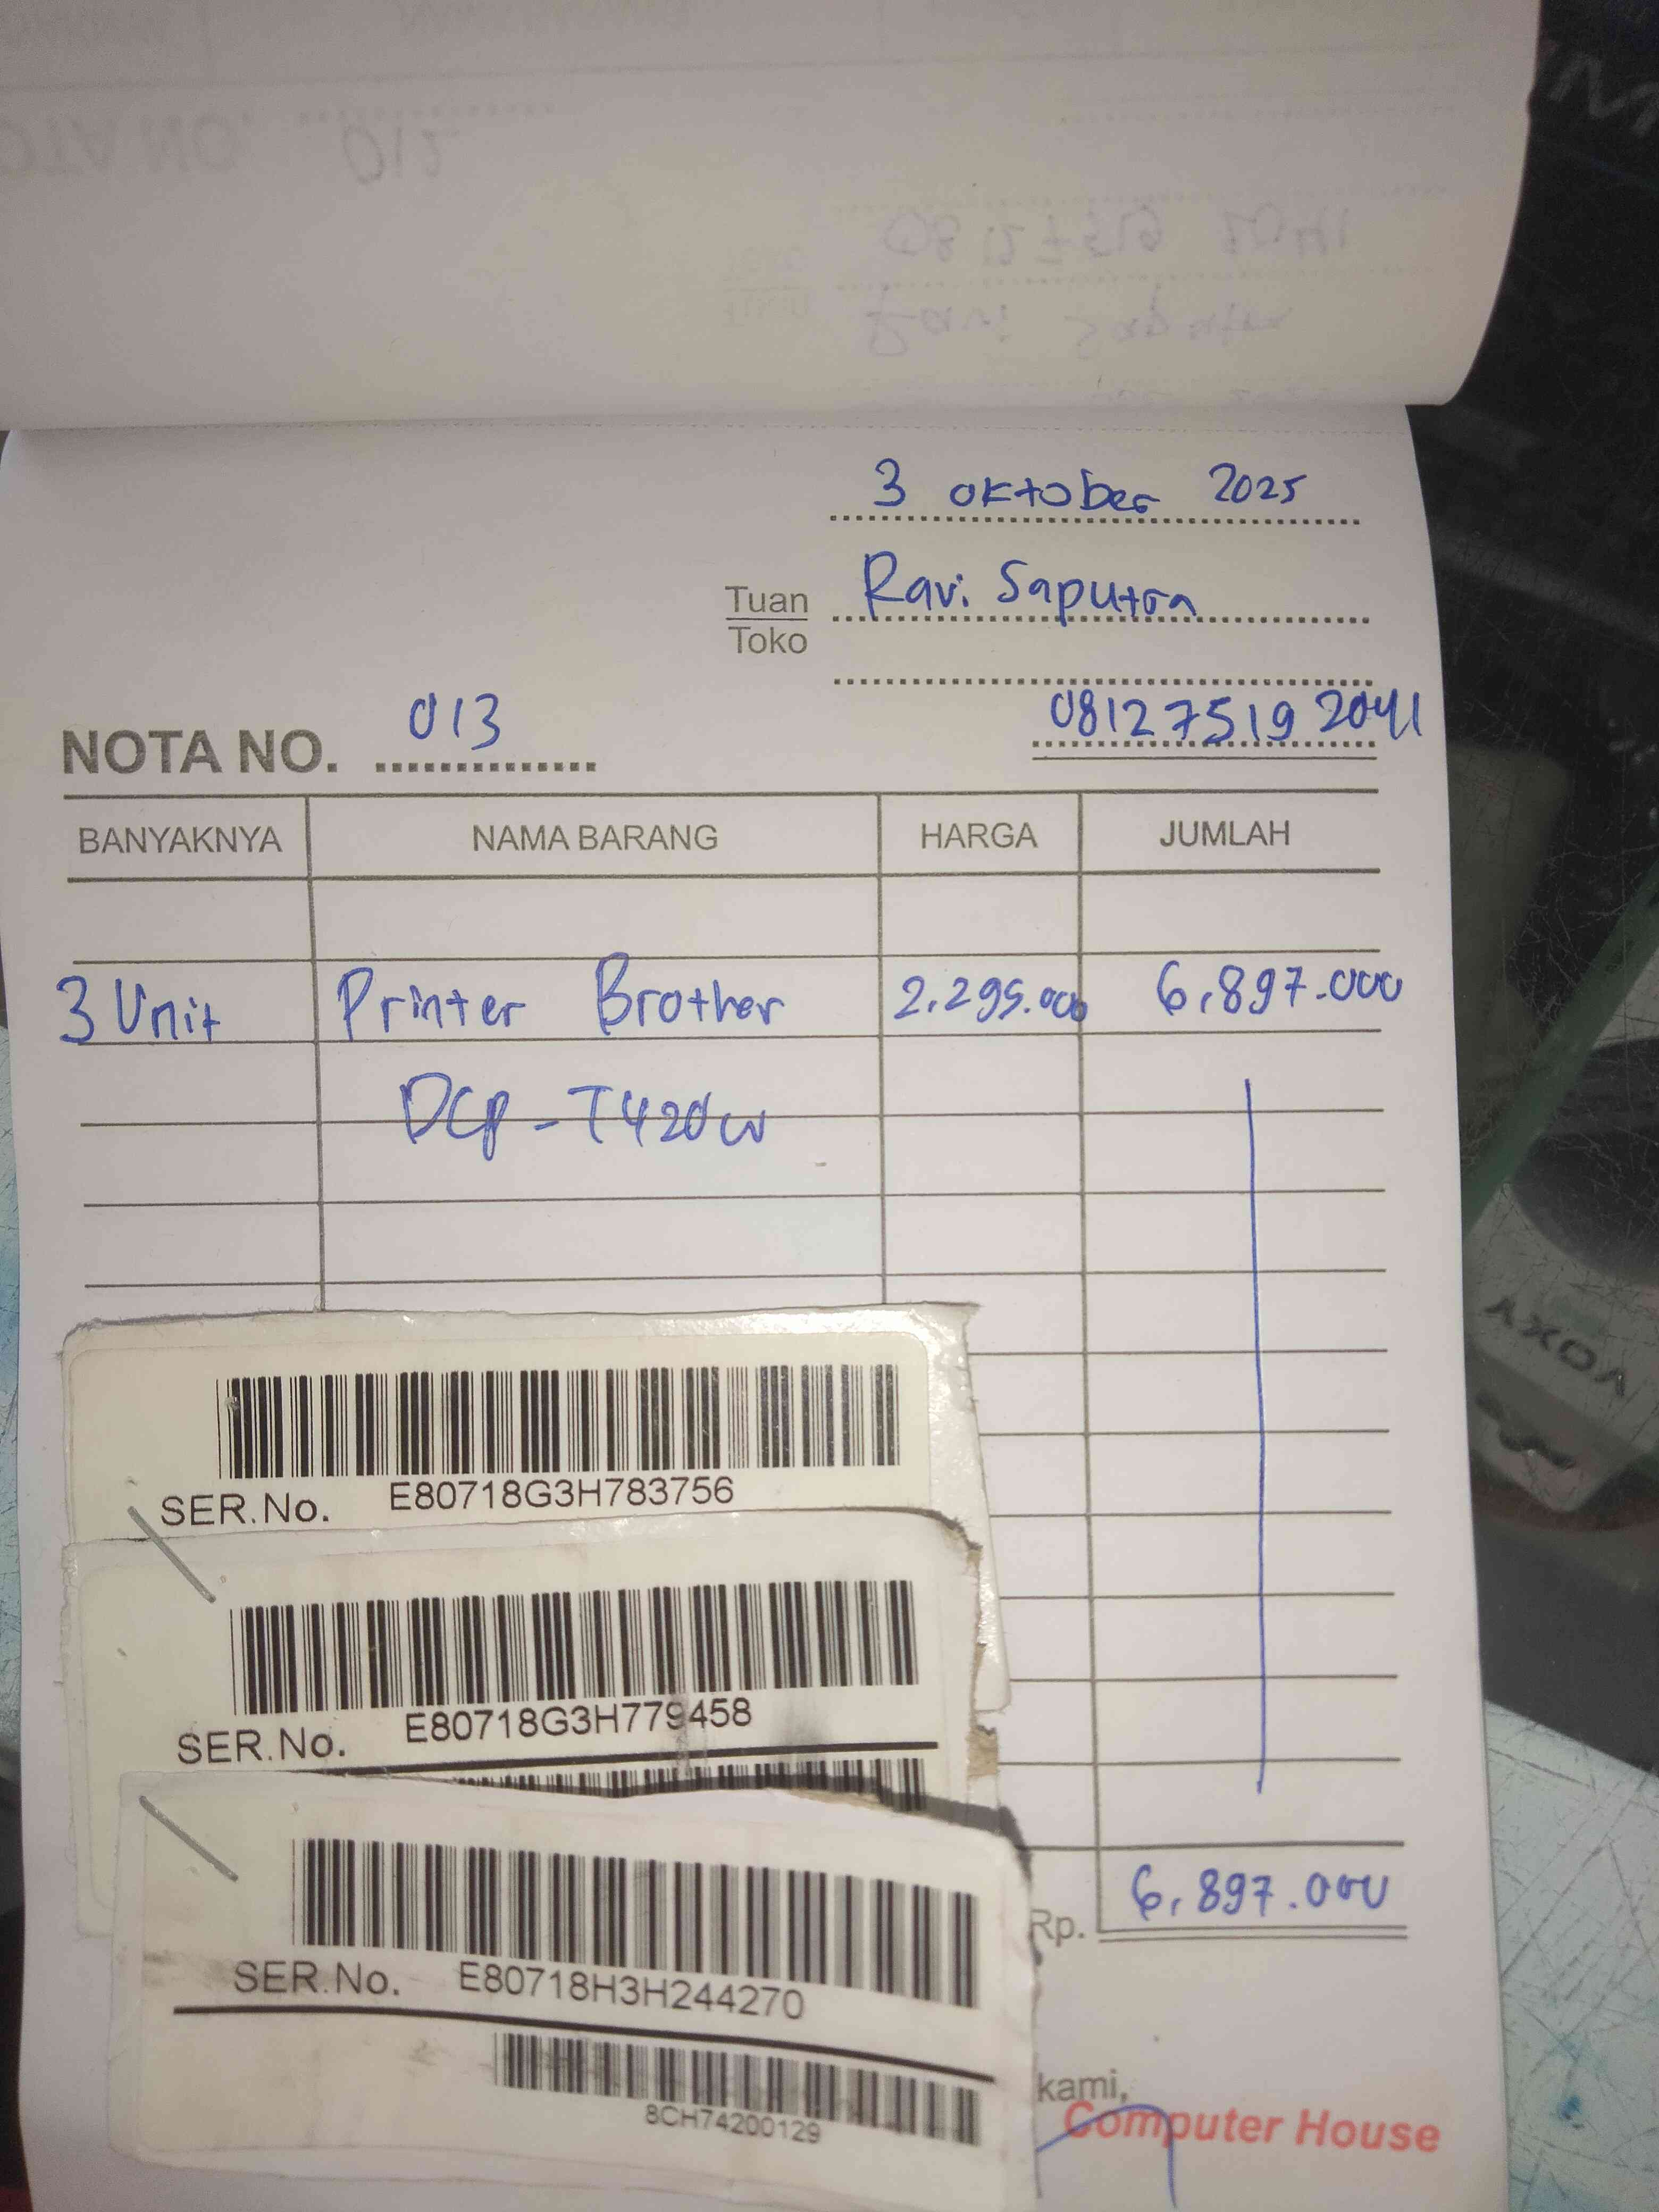 3 Oktober 2025
Tuan Ravi Saputra
Toko
NOTA NO. 013 081275192041
BANYAKNYA NAMA BARANG HARGA JUMLAH
3 Unit Printer Brother 2.295.000 6.897.000
DCP-T420w
SER.No. E80718G3H783756
SER.No. E80718G3H779458
Rp. 6.897.000
SER.No. E80718H3H244270
8CH74200129
kami,
Computer House